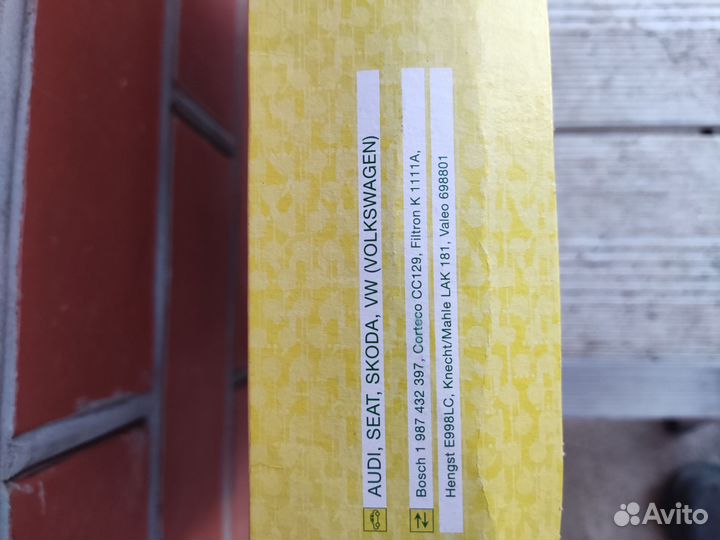 AUDI, SEAT, SKODA, VW (VOLKSWAGEN)
Bosch 1 987 432 397, Corteco CC129, Filtron K 1111A,
Hengst E998LC, Knecht/Mahle LAK 181, Valeo 698801
Avito